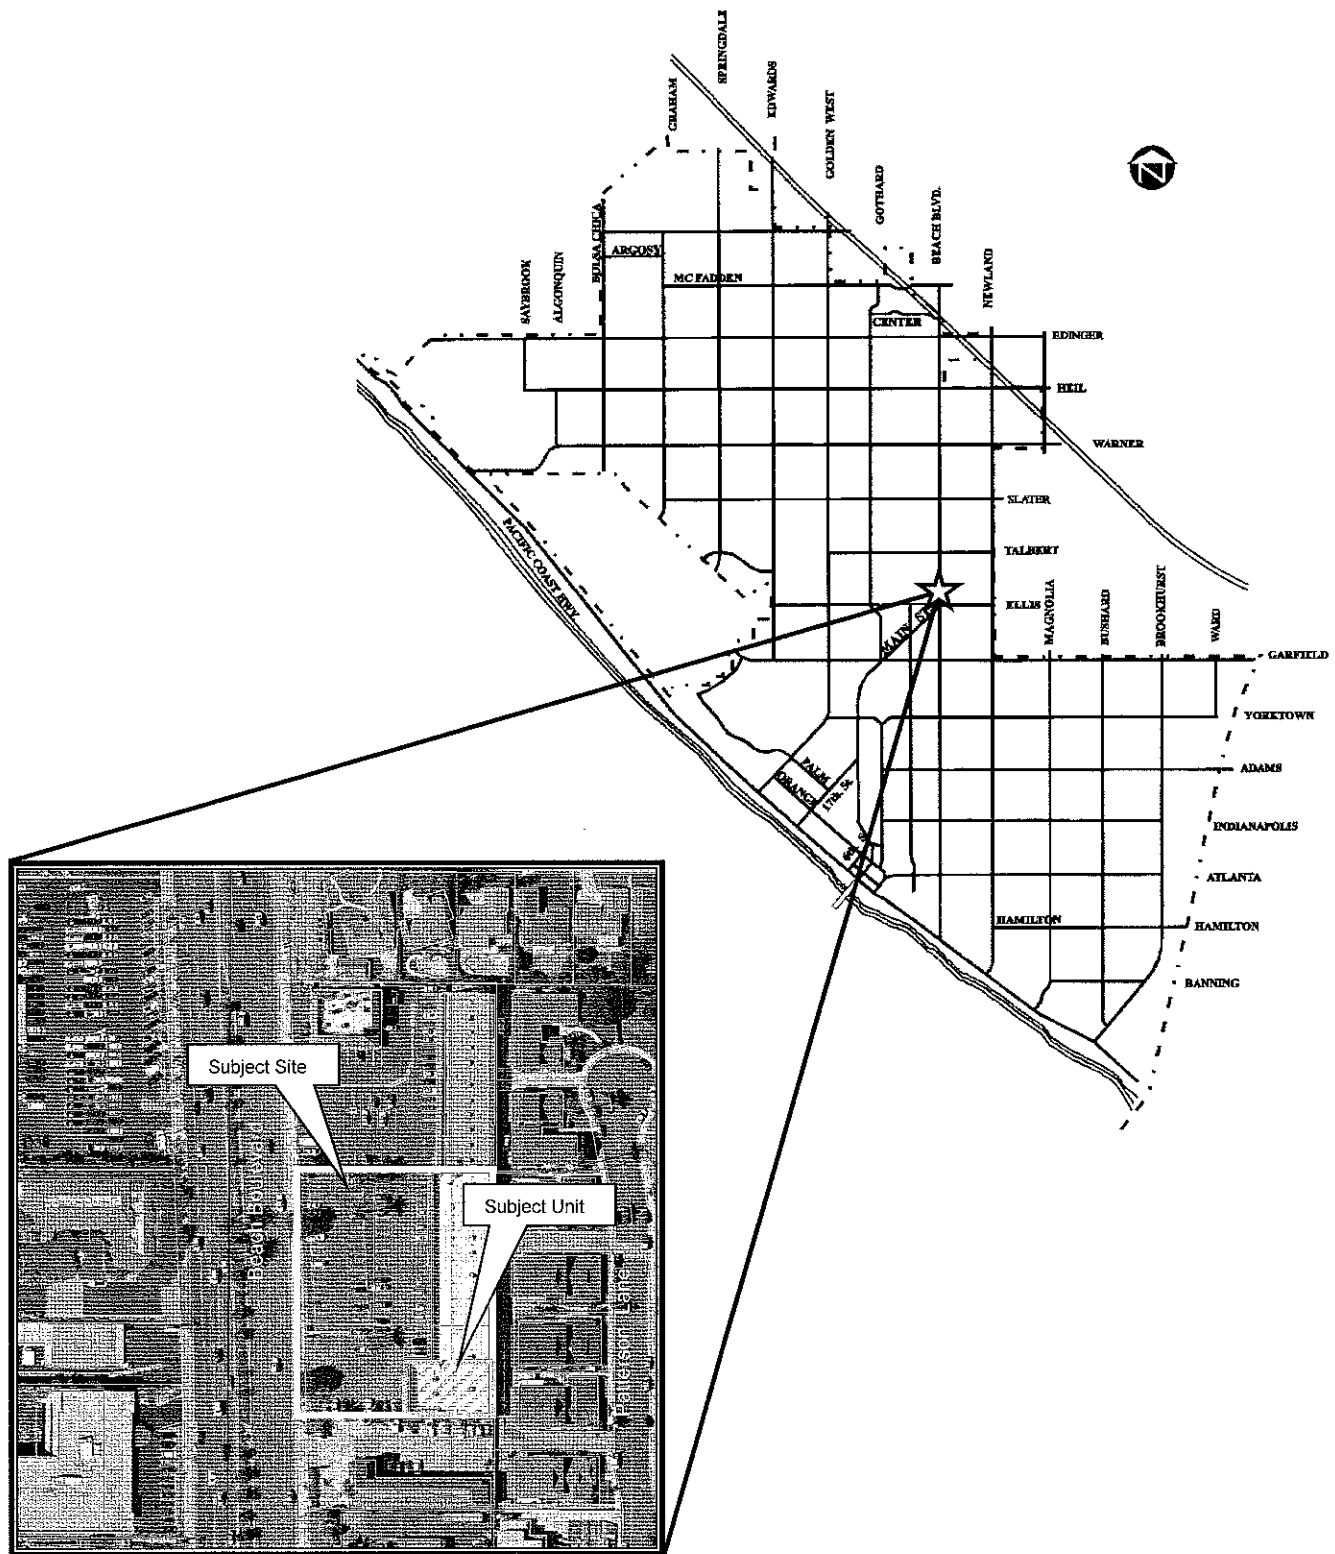 SPRINGDALE
GRAHAM
EDWARDS
GOLDEN WEST
GOTHARD
BEACH BLVD.
NEWLAND
N
BOLSA CHICA
ARGOSY
MC FADDEN
SAYBROOK
ALGONQUIN
CENTER
EDINGER
HEIL
WARNER
SLATER
PACIFIC COAST HWY.
TALBERT
ELLIS
MAIN ST
MAGNOLIA
BUSHARD
BROOKHURST
WARD
GARFIELD
YORKTOWN
PALM
ORANGE
17th. St.
ADAMS
INDIANAPOLIS
6th
ATLANTA
HAMILTON
HAMILTON
BANNING
Subject Site
Beach Boulevard
Subject Unit
Patterson Lane